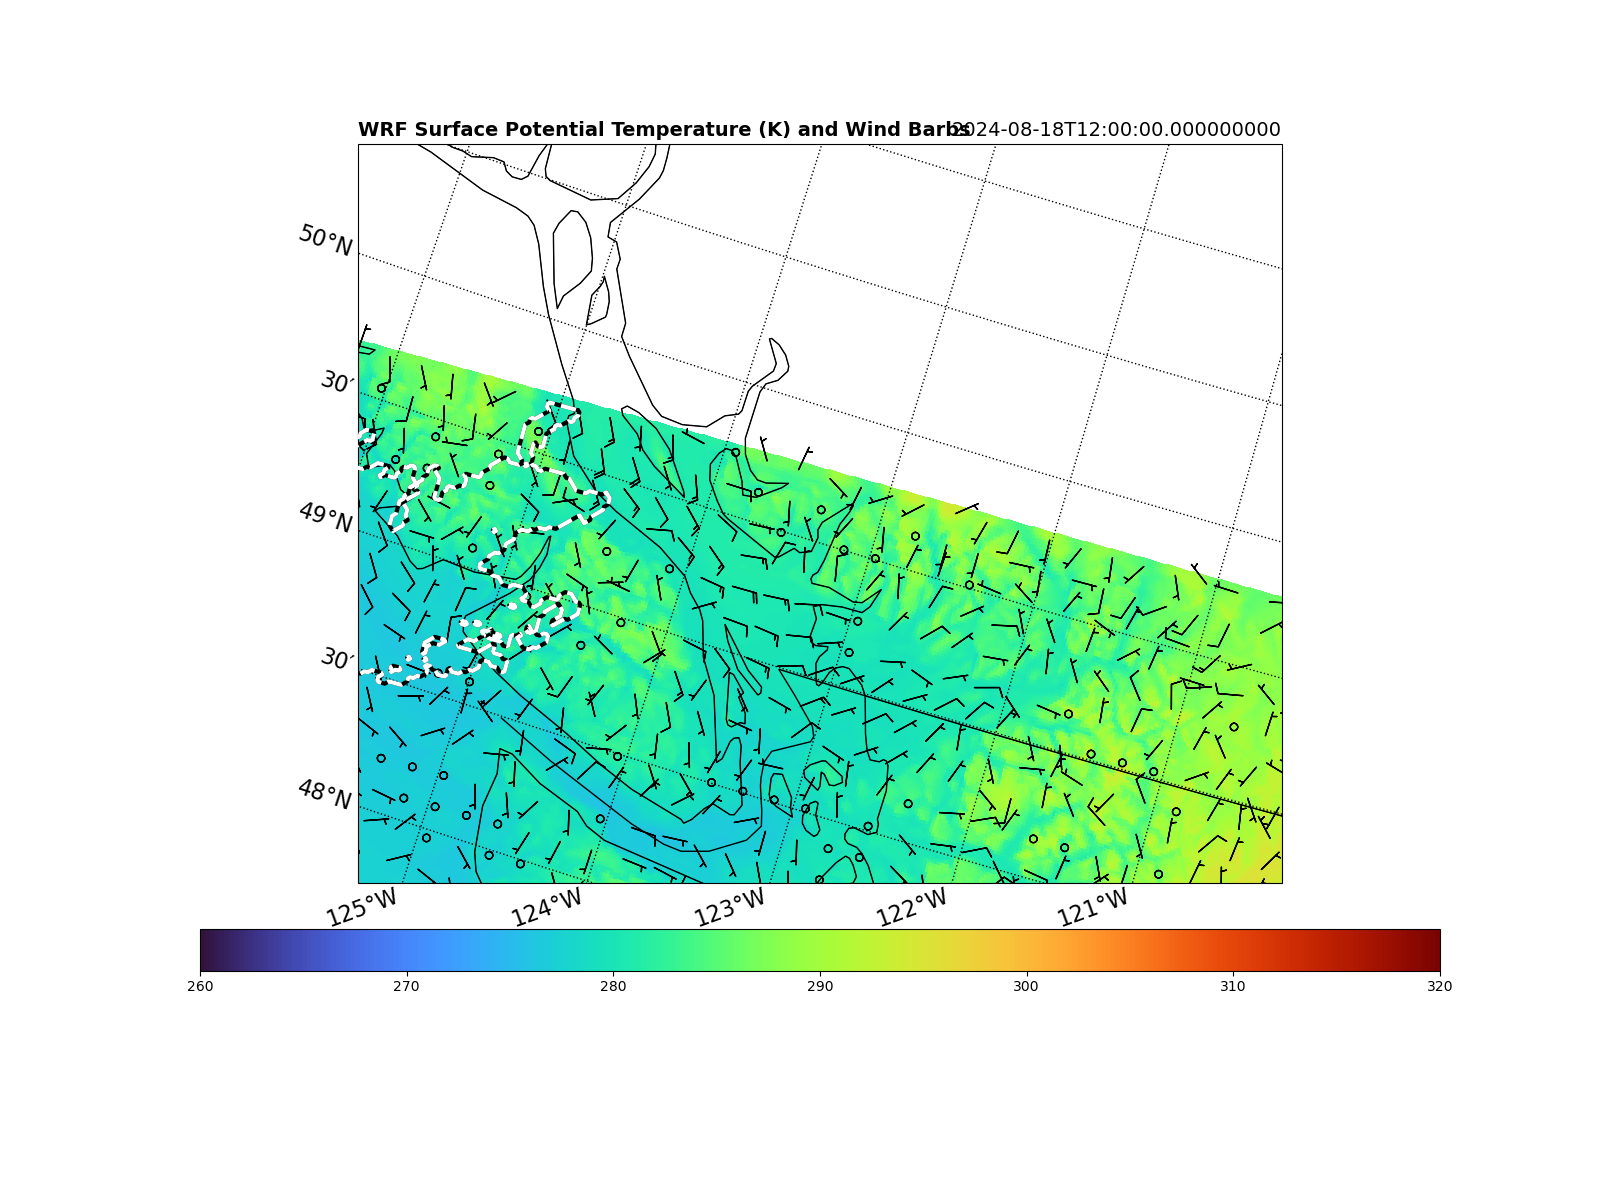 WRF Surface Potential Temperature (K) and Wind Barbs 2024-08-18T12:00:00.000000000
50°N
30′
49°N
30′
48°N
125°W 124°W 123°W 122°W 121°W
260 270 280 290 300 310 320